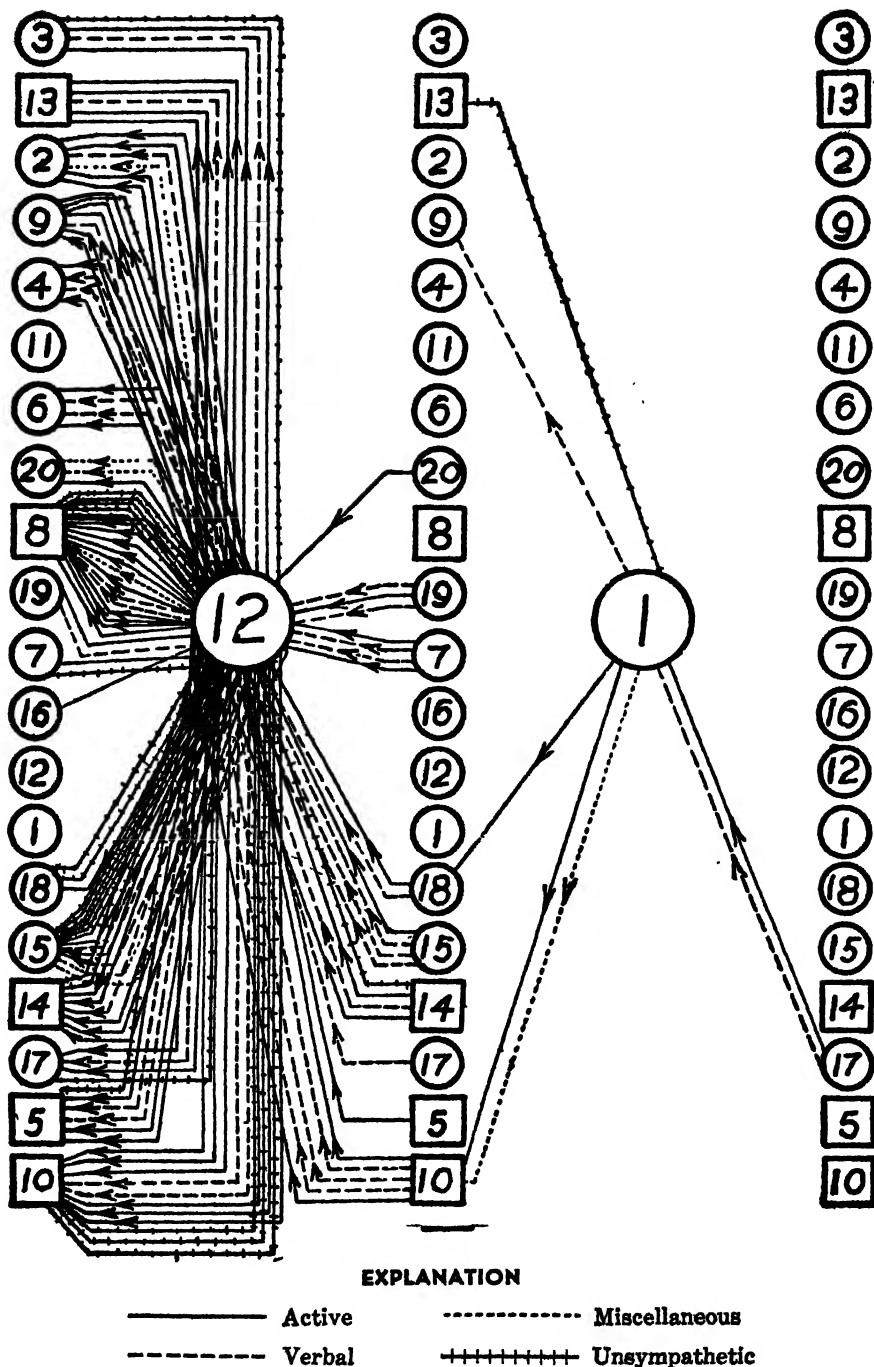 3 3 3
13 13 13
2 2 2
9 9 9
4 4 4
11 11 11
6 6 6
20 20 20
8 8 8
19 19 19
12 1
7 7 7
16 16 16
12 12 12
1 1 1
18 18 18
15 15 15
14 14 14
17 17 17
5 5 5
10 10 10
EXPLANATION
Active Miscellaneous
Verbal Unsympathetic